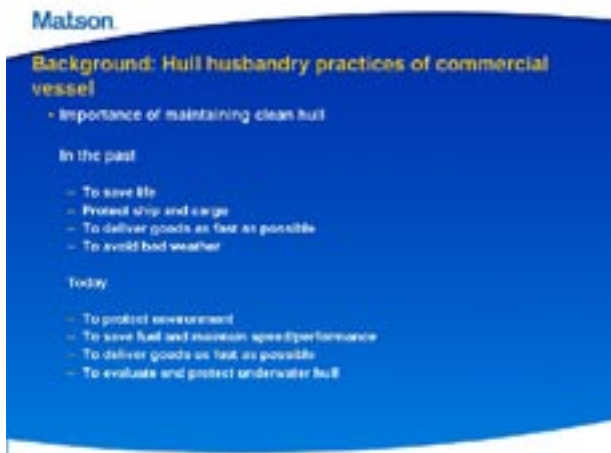 Matson
Background: Hull husbandry practices of commercial
vessel
• Importance of maintaining clean hull
In the past
– To save life
– Protect ship and cargo
– To deliver goods as fast as possible
– To avoid bad weather
Today
– To protect environment
– To save fuel and maintain speed/performance
– To deliver goods as fast as possible
– To evaluate and protect underwater hull